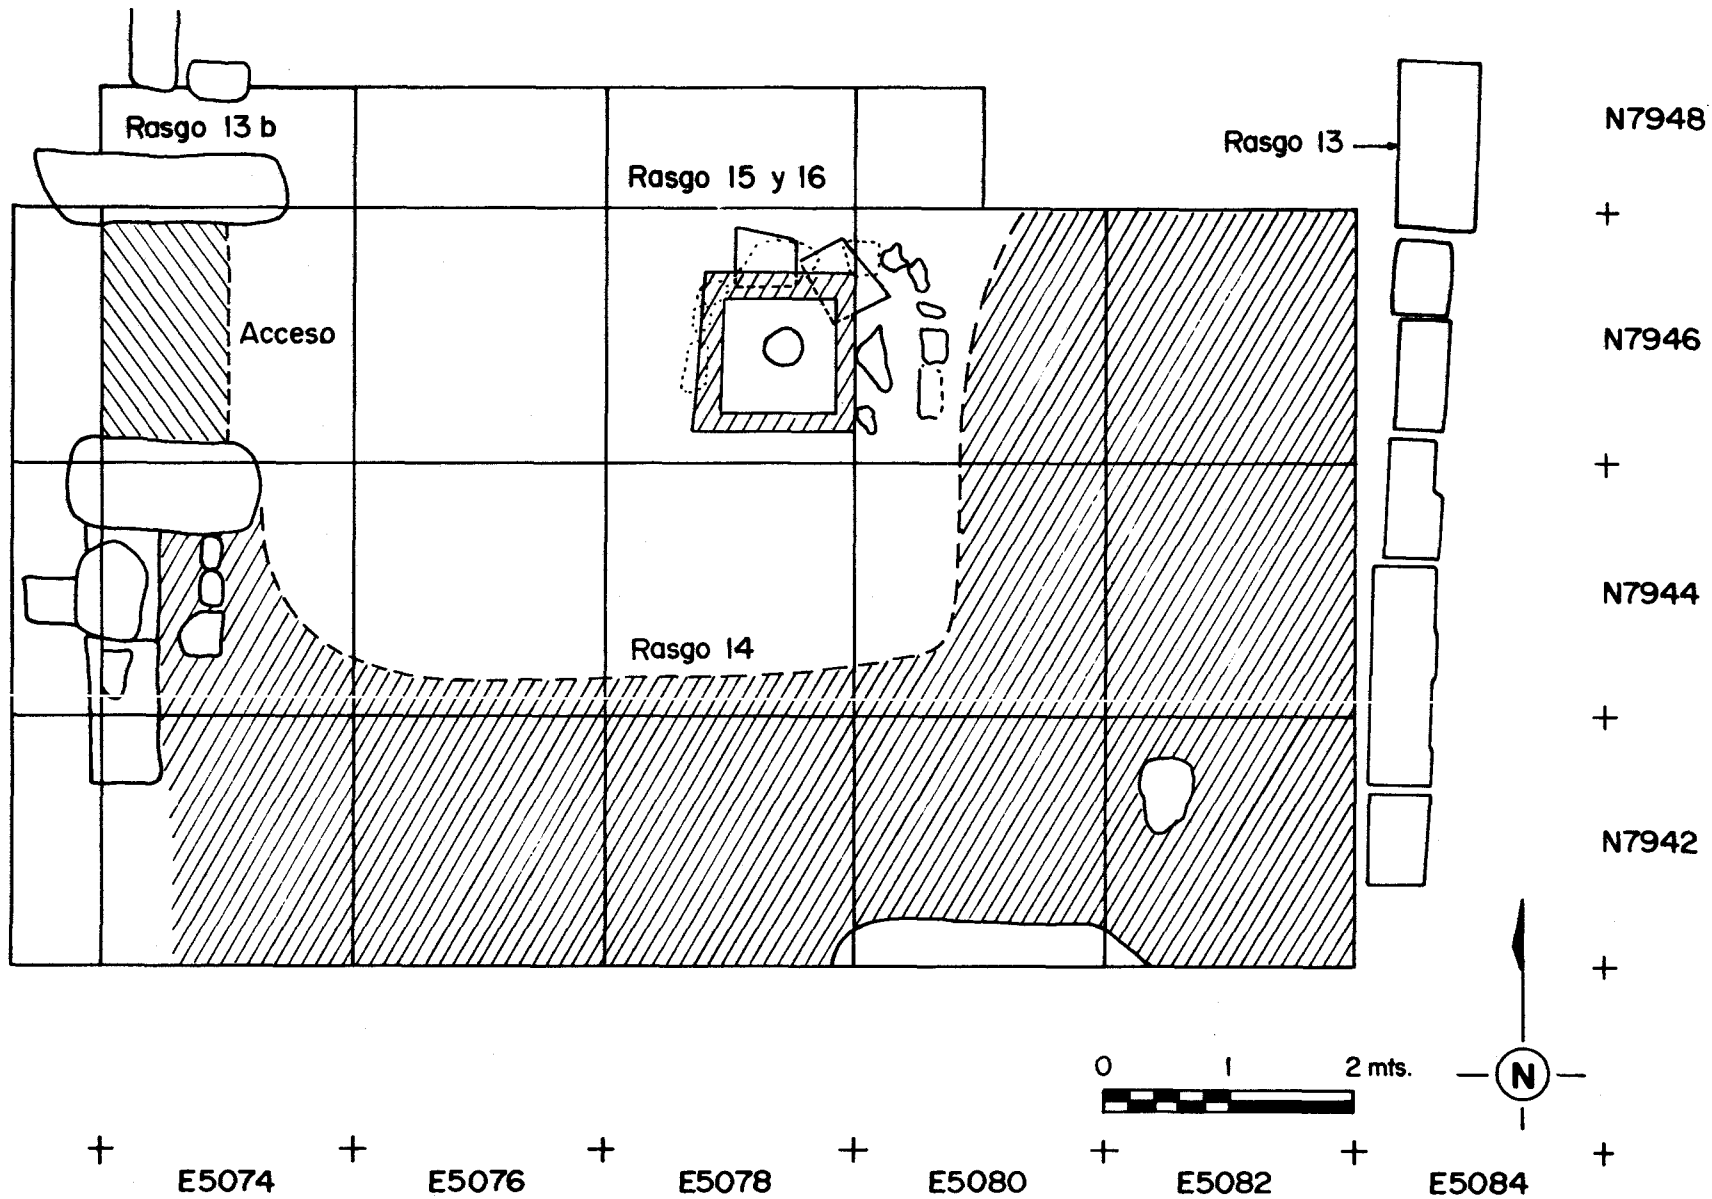 N7948
Rasgo 13 b
Rasgo 13
Rasgo 15 y 16
Acceso
N7946
N7944
Rasgo 14
N7942
0 1 2 mts.
N
E5074 E5076 E5078 E5080 E5082 E5084